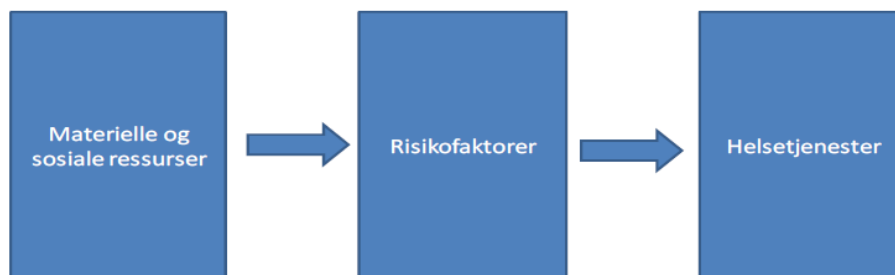 Materielle og
sosiale ressurser
Risikofaktorer
Helsetjenester